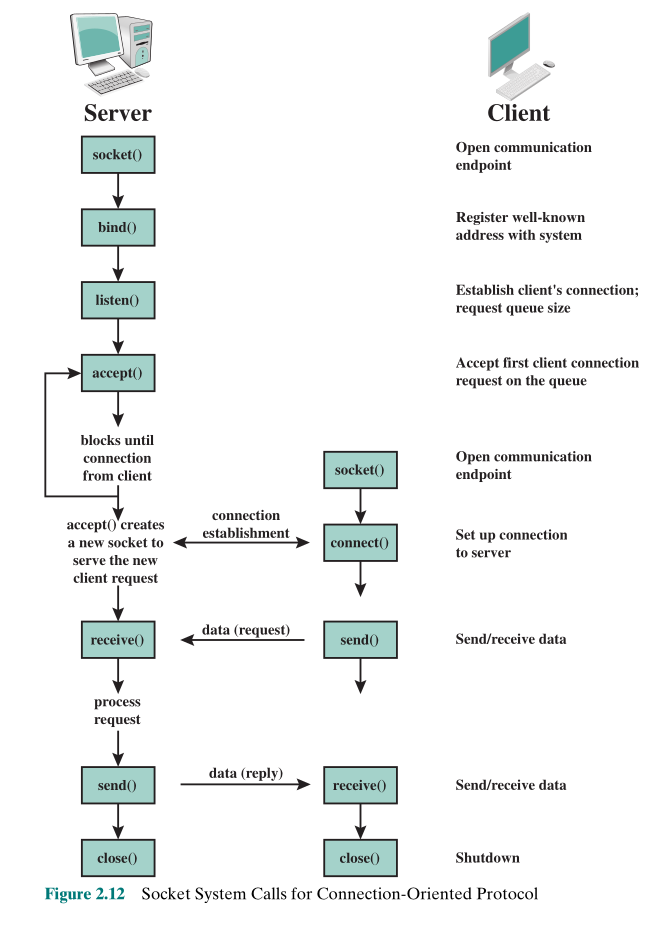 Server
Client
socket()
Open communication
endpoint
bind()
Register well-known
address with system
listen()
Establish client's connection;
request queue size
accept()
Accept first client connection
request on the queue
blocks until
connection
from client
socket()
Open communication
endpoint
accept() creates
a new socket to
serve the new
client request
connection
establishment
connect()
Set up connection
to server
receive()
data (request)
send()
Send/receive data
process
request
send()
data (reply)
receive()
Send/receive data
close()
close()
Shutdown
Figure 2.12 Socket System Calls for Connection-Oriented Protocol